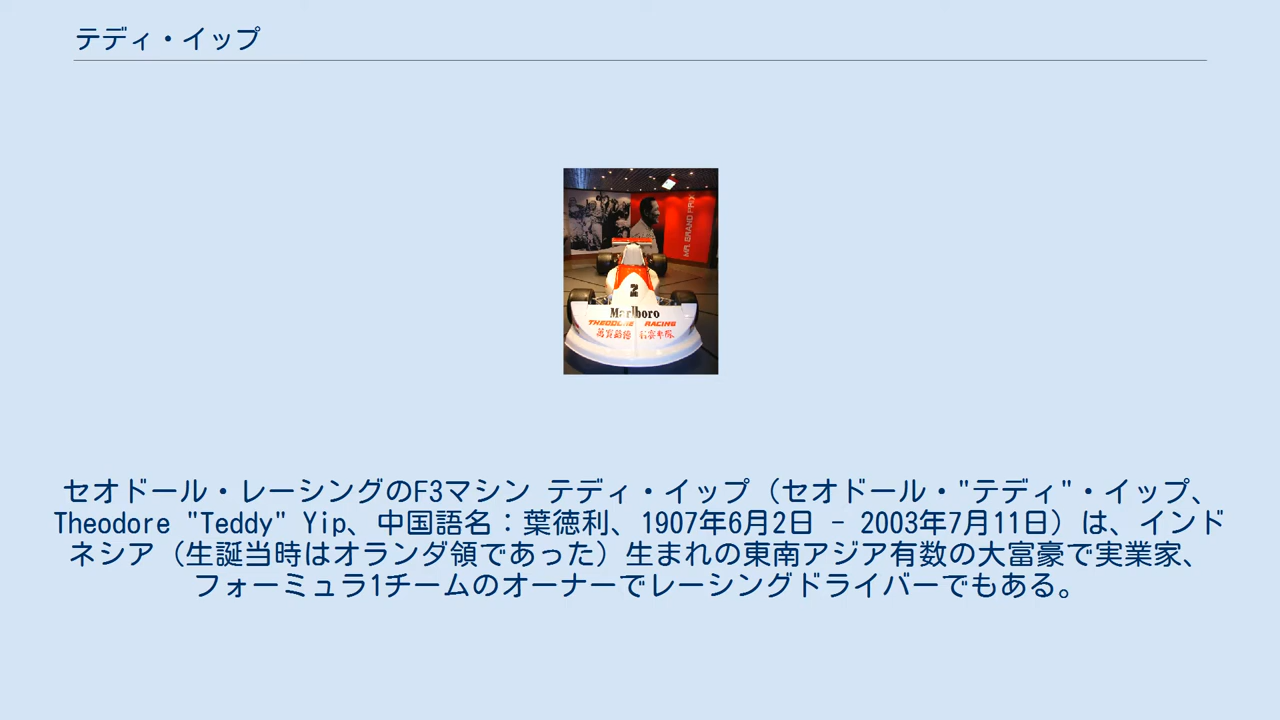 テディ・イップ
MR. GRAND PRIX
2
Marlboro
THEODORE RACING
セオドール・レーシングのF3マシン テディ・イップ（セオドール・"テディ"・イップ、
Theodore "Teddy" Yip、中国語名：葉徳利、1907年6月2日 - 2003年7月11日）は、インド
ネシア（生誕当時はオランダ領であった）生まれの東南アジア有数の大富豪で実業家、
フォーミュラ1チームのオーナーでレーシングドライバーでもある。